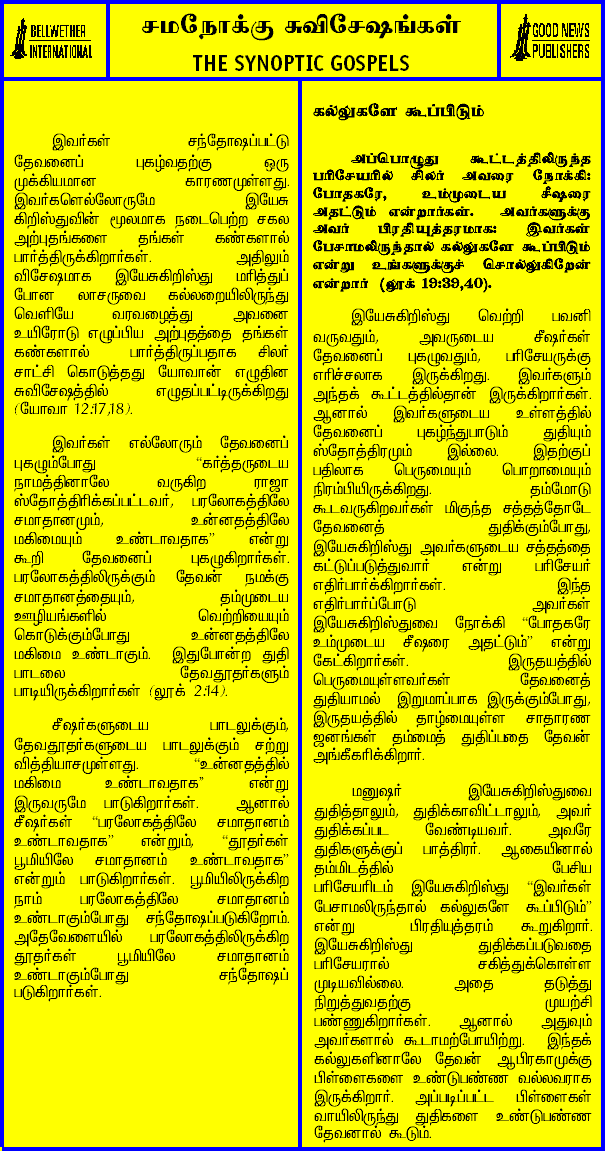 BELLWETHER
INTERNATIONAL
சமநோக்கு சுவிசேஷங்கள்
THE SYNOPTIC GOSPELS
GOOD NEWS
PUBLISHERS
இவர்கள் சந்தோஷப்பட்டு
தேவனைப் புகழ்வதற்கு ஒரு
முக்கியமான காரணமுள்ளது.
இவர்களெல்லோருமே இயேசு
கிறிஸ்துவின் மூலமாக நடைபெற்ற சகல
அற்புதங்களை தங்கள் கண்களால்
பார்த்திருக்கிறார்கள். அதிலும்
விசேஷமாக இயேசுகிறிஸ்து மரித்துப்
போன லாசருவை கல்லறையிலிருந்து
வெளியே வரவழைத்து அவனை
உயிரோடு எழுப்பிய அற்புதத்தை தங்கள்
கண்களால் பார்த்திருப்பதாக சிலர்
சாட்சி கொடுத்தது யோவான் எழுதின
சுவிசேஷத்தில் எழுதப்பட்டிருக்கிறது
(யோவா 12:17,18).
இவர்கள் எல்லோரும் தேவனைப்
புகழும்போது "கர்த்தருடைய
நாமத்தினாலே வருகிற ராஜா
ஸ்தோத்திரிக்கப்பட்டவர், பரலோகத்திலே
சமாதானமும், உன்னதத்திலே
மகிமையும் உண்டாவதாக" என்று
கூறி தேவனைப் புகழுகிறார்கள்.
பரலோகத்திலிருக்கும் தேவன் நமக்கு
சமாதானத்தையும், தம்முடைய
ஊழியங்களில் வெற்றியையும்
கொடுக்கும்போது உன்னதத்திலே
மகிமை உண்டாகும். இதுபோன்ற துதி
பாடலை தேவதூதர்களும்
பாடியிருக்கிறார்கள் (லூக் 2:14).
சீஷர்களுடைய பாடலுக்கும்,
தேவதூதர்களுடைய பாடலுக்கும் சற்று
வித்தியாசமுள்ளது. "உன்னதத்தில்
மகிமை உண்டாவதாக" என்று
இருவருமே பாடுகிறார்கள். ஆனால்
சீஷர்கள் "பரலோகத்திலே சமாதானம்
உண்டாவதாக" என்றும், "தூதர்கள்
பூமியிலே சமாதானம் உண்டாவதாக"
என்றும் பாடுகிறார்கள். பூமியிலிருக்கிற
நாம் பரலோகத்திலே சமாதானம்
உண்டாகும்போது சந்தோஷப்படுகிறோம்.
அதேவேளையில் பரலோகத்திலிருக்கிற
தூதர்கள் பூமியிலே சமாதானம்
உண்டாகும்போது சந்தோஷப்
படுகிறார்கள்.
கல்லுகளே கூப்பிடும்
அப்பொழுது கூட்டத்திலிருந்த
பரிசேயரில் சிலர் அவரை நோக்கி:
போதகரே, உம்முடைய சீஷரை
அதட்டும் என்றார்கள். அவர்களுக்கு
அவர் பிரதியுத்தரமாக: இவர்கள்
பேசாமலிருந்தால் கல்லுகளே கூப்பிடும்
என்று உங்களுக்குச் சொல்லுகிறேன்
என்றார் (லூக் 19:39,40).
இயேசுகிறிஸ்து வெற்றி பவனி
வருவதும், அவருடைய சீஷர்கள்
தேவனைப் புகழுவதும், பரிசேயருக்கு
எரிச்சலாக இருக்கிறது. இவர்களும்
அந்தக் கூட்டத்தில்தான் இருக்கிறார்கள்.
ஆனால் இவர்களுடைய உள்ளத்தில்
தேவனைப் புகழ்ந்துபாடும் துதியும்
ஸ்தோத்திரமும் இல்லை. இதற்குப்
பதிலாக பெருமையும் பொறாமையும்
நிரம்பியிருக்கிறது. தம்மோடு
கூடவருகிறவர்கள் மிகுந்த சத்தத்தோடே
தேவனைத் துதிக்கும்போது,
இயேசுகிறிஸ்து அவர்களுடைய சத்தத்தை
கட்டுப்படுத்துவார் என்று பரிசேயர்
எதிர்பார்க்கிறார்கள். இந்த
எதிர்பார்ப்போடு அவர்கள்
இயேசுகிறிஸ்துவை நோக்கி "போதகரே
உம்முடைய சீஷரை அதட்டும்" என்று
கேட்கிறார்கள். இருதயத்தில்
பெருமையுள்ளவர்கள் தேவனைத்
துதியாமல் இறுமாப்பாக இருக்கும்போது,
இருதயத்தில் தாழ்மையுள்ள சாதாரண
ஜனங்கள் தம்மைத் துதிப்பதை தேவன்
அங்கீகரிக்கிறார்.
மனுஷர் இயேசுகிறிஸ்துவை
துதித்தாலும், துதிக்காவிட்டாலும், அவர்
துதிக்கப்பட வேண்டியவர். அவரே
துதிகளுக்குப் பாத்திரர். ஆகையினால்
தம்மிடத்தில் பேசிய
பரிசேயரிடம் இயேசுகிறிஸ்து "இவர்கள்
பேசாமலிருந்தால் கல்லுகளே கூப்பிடும்"
என்று பிரதியுத்தரம் கூறுகிறார்.
இயேசுகிறிஸ்து துதிக்கப்படுவதை
பரிசேயரால் சகித்துக்கொள்ள
முடியவில்லை. அதை தடுத்து
நிறுத்துவதற்கு முயற்சி
பண்ணுகிறார்கள். ஆனால் அதுவும்
அவர்களால் கூடாமற்போயிற்று. இந்தக்
கல்லுகளினாலே தேவன் ஆபிரகாமுக்கு
பிள்ளைகளை உண்டுபண்ண வல்லவராக
இருக்கிறார். அப்படிப்பட்ட பிள்ளைகள்
வாயிலிருந்து துதிகளை உண்டுபண்ண
தேவனால் கூடும்.